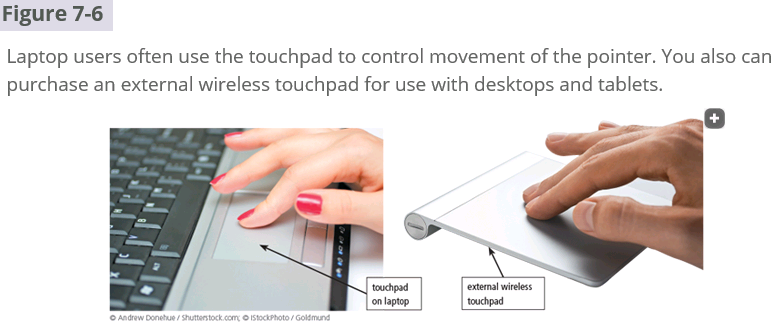 Figure 7-6
Laptop users often use the touchpad to control movement of the pointer. You also can
purchase an external wireless touchpad for use with desktops and tablets.
touchpad
on laptop
external wireless
touchpad
© Andrew Donehue / Shutterstock.com; © iStockPhoto / Goldmund